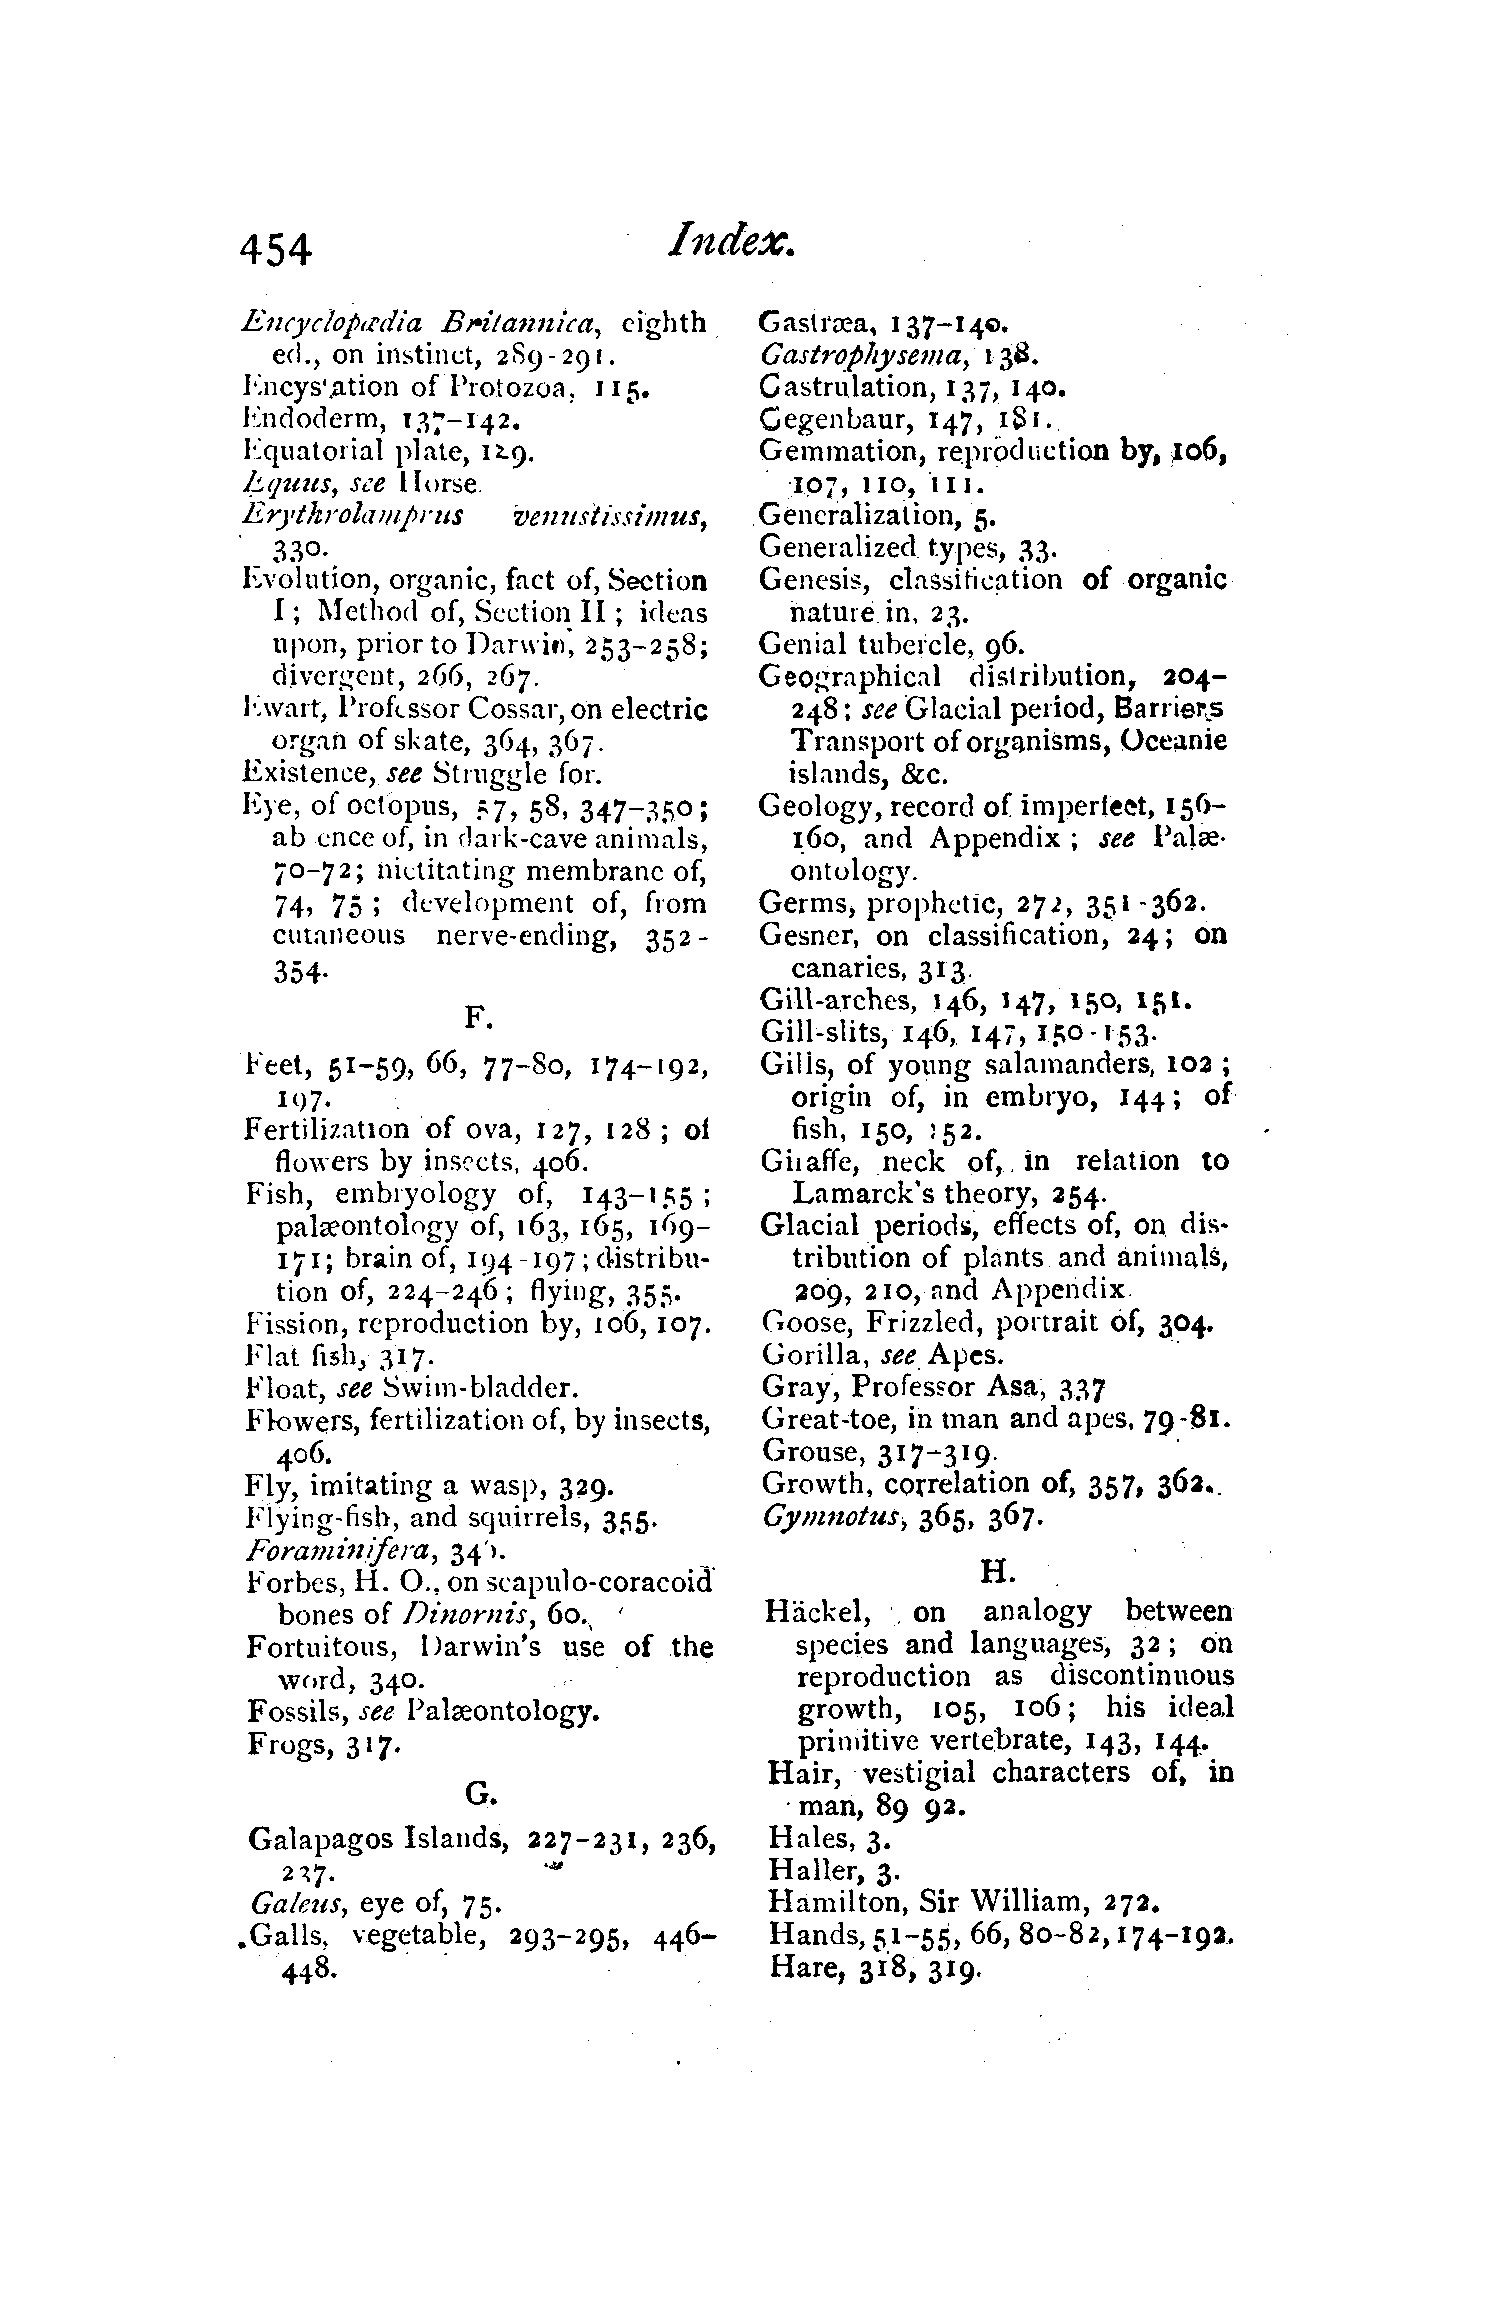 454
Index.
Encyclopædia Britannica, eighth
ed., on instinct, 289-291.
Encystation of Protozoa, 115.
Endoderm, 137-142.
Equatorial plate, 129.
Equus, see Horse.
Erythrolamprus venustissimus,
330.
Evolution, organic, fact of, Section
I; Method of, Section II; ideas
upon, prior to Darwin, 253-258;
divergent, 266, 267.
Ewart, Professor Cossar, on electric
organ of skate, 364, 367.
Existence, see Struggle for.
Eye, of octopus, 57, 58, 347-350;
absence of, in dark-cave animals,
70-72; nictitating membrane of,
74, 75; development of, from
cutaneous nerve-ending, 352-
354.
F.
Feet, 51-59, 66, 77-80, 174-192,
197.
Fertilization of ova, 127, 128; of
flowers by insects, 406.
Fish, embryology of, 143-155;
palæontology of, 163, 165, 169-
171; brain of, 194-197; distribu-
tion of, 224-246; flying, 355.
Fission, reproduction by, 106, 107.
Flat fish, 317.
Float, see Swim-bladder.
Flowers, fertilization of, by insects,
406.
Fly, imitating a wasp, 329.
Flying-fish, and squirrels, 355.
Foraminifera,
Forbes, H. O., on scapulo-coracoid
bones of Dinornis, 60.
Fortuitous, Darwin's use of the
word, 340.
Fossils, see Palæontology.
Frogs, 317.
G.
Galapagos Islands, 227-231, 236,
237.
Galeus, eye of, 75.
Galls, vegetable, 293-295, 446-
448.
Gastræa, 137-140.
Gastrophysema, 138.
Gastrulation, 137, 140.
Gegenbaur, 147, 181.
Gemmation, reproduction by, 106,
107, 110, 111.
Generalization, 5.
Generalized types, 33.
Genesis, classification of organic
nature in, 23.
Genial tubercle, 96.
Geographical distribution, 204-
248; see Glacial period, Barriers
Transport of organisms, Oceanic
islands, &c.
Geology, record of imperfect, 156-
160, and Appendix; see Palæ-
ontology.
Germs, prophetic, 272, 351-362.
Gesner, on classification, 24; on
canaries, 313.
Gill-arches, 146, 147, 150, 151.
Gill-slits, 146, 147, 150-153.
Gills, of young salamanders, 102;
origin of, in embryo, 144; of
fish, 150, 152.
Giraffe, neck of, in relation to
Lamarck's theory, 254.
Glacial periods, effects of, on dis-
tribution of plants and animals,
209, 210, and Appendix.
Goose, Frizzled, portrait of, 304.
Gorilla, see Apes.
Gray, Professor Asa, 337
Great-toe, in man and apes, 79-81.
Grouse, 317-319.
Growth, correlation of, 357, 362.
Gymnotus, 365, 367.
H.
Häckel, on analogy between
species and languages, 32; on
reproduction as discontinuous
growth, 105, 106; his ideal
primitive vertebrate, 143, 144.
Hair, vestigial characters of, in
man, 89 92.
Hales, 3.
Haller, 3.
Hamilton, Sir William, 272.
Hands, 51-55, 66, 80-82, 174-192.
Hare, 318, 319.